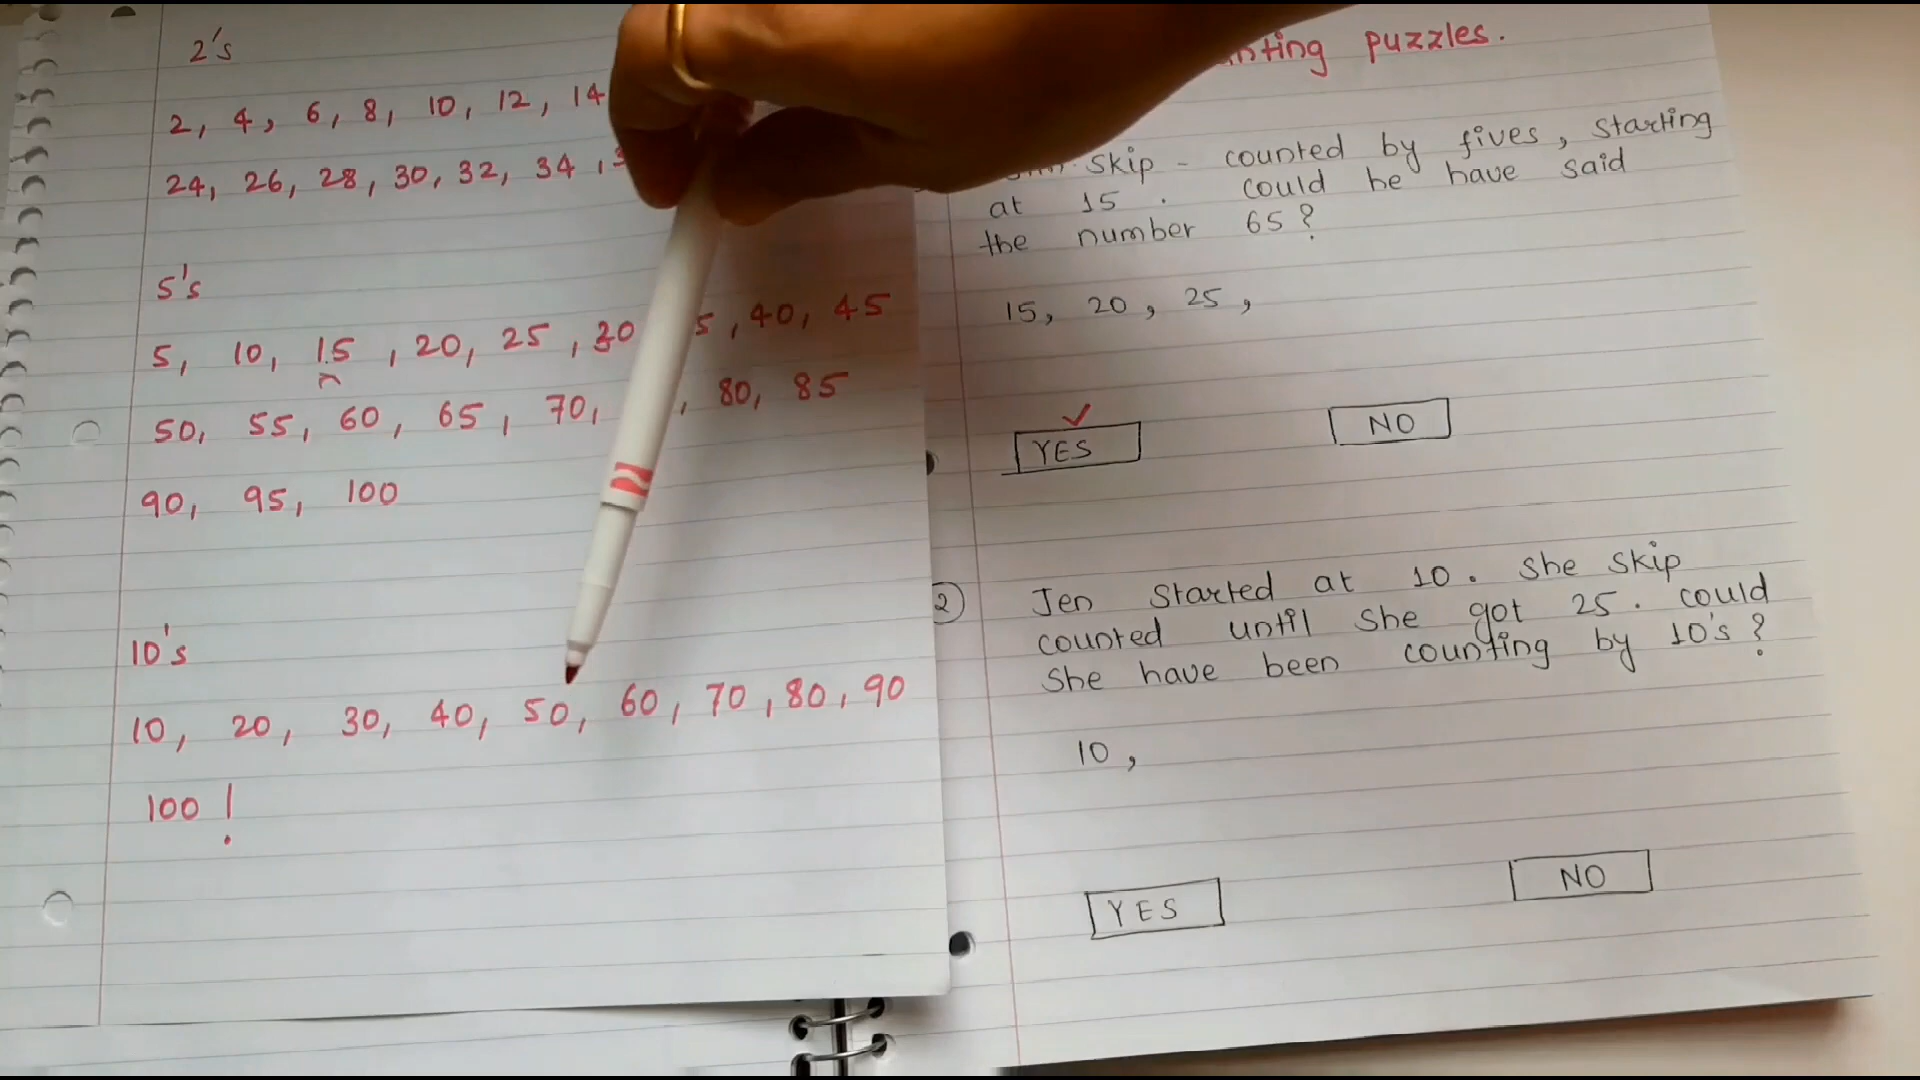 2's
2, 4, 6, 8, 10, 12, 14
24, 26, 28, 30, 32, 34,
5's
5, 10, 15, 20, 25, 30 5, 40, 45
50, 55, 60, 65, 70, , 80, 85
90, 95, 100
10's
10, 20, 30, 40, 50, 60, 70, 80, 90
100 !
puzzles.
skip - counted by fives, starting
at 15. could he have said
the number 65?
15, 20, 25,
YES NO
2 Jen started at 10. She skip
counted until she got 25. could
she have been counting by 10's?
10,
YES NO